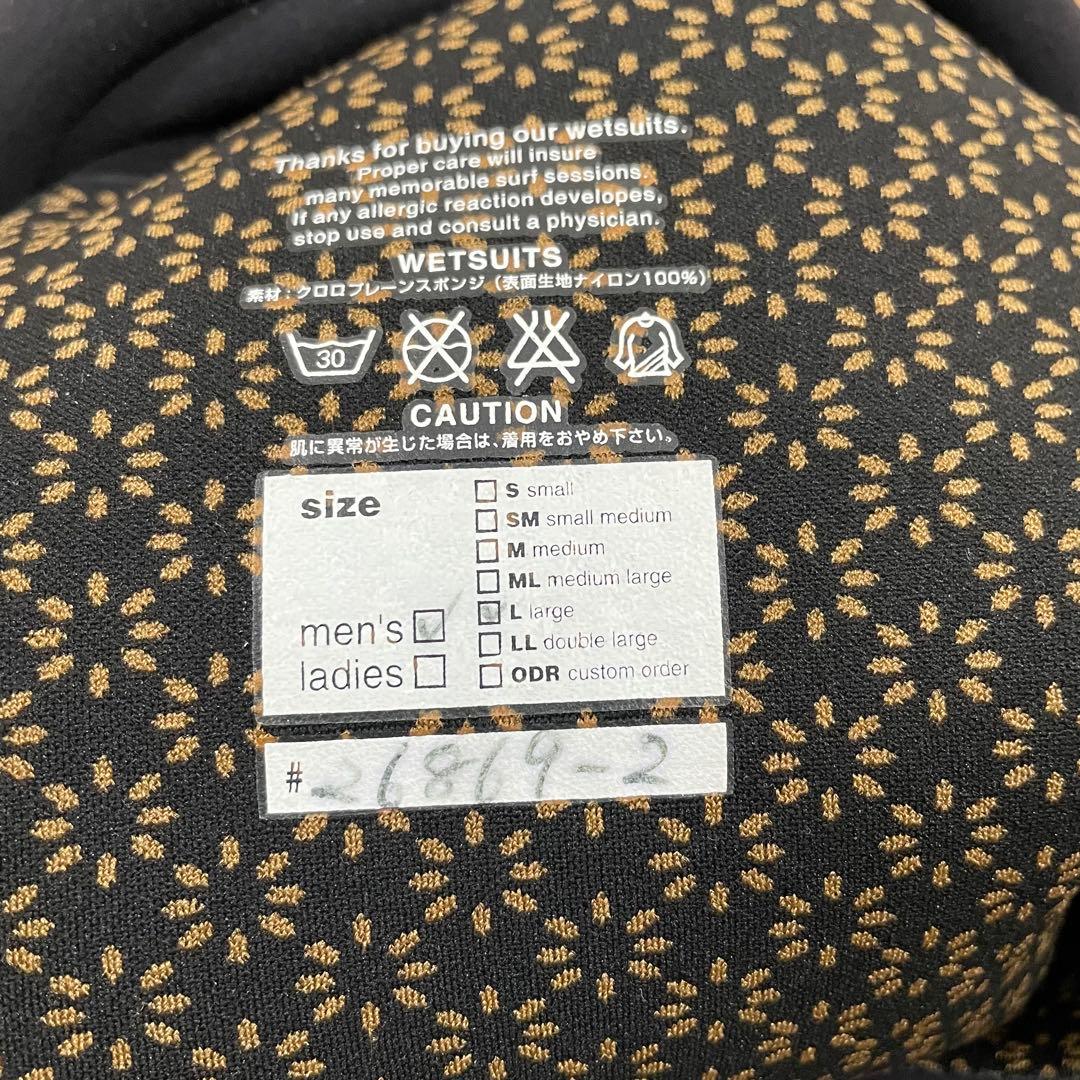 Thanks for buying our wetsuits.
Proper care will insure
many memorable surf sessions.
If any allergic reaction developes,
stop use and consult a physician.
WETSUITS
素材：クロロプレーンスポンジ（表面生地ナイロン100%）
30
CAUTION
肌に異常が生じた場合は、着用をおやめ下さい。
size
S small
SM small medium
M medium
ML medium large
L large
LL double large
ODR custom order
men's
ladies
# 26869-2